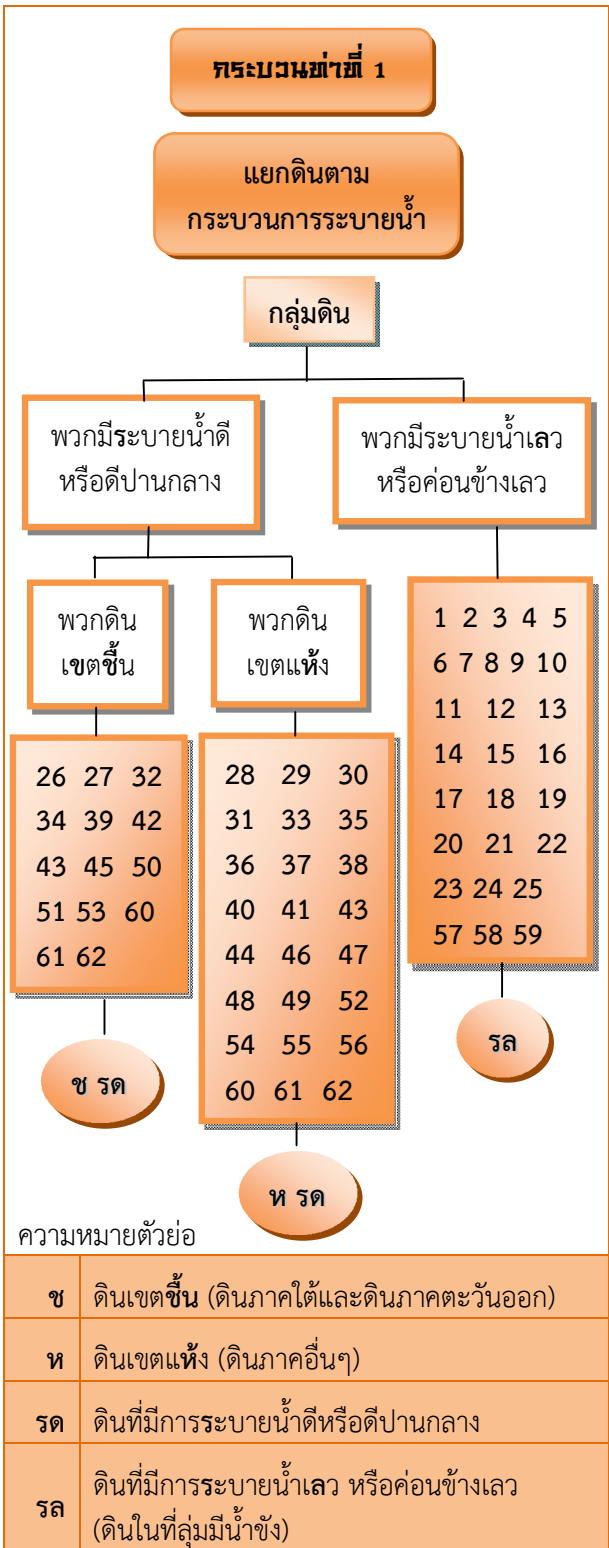 กระบวนท่าที่ 1
แยกดินตาม
กระบวนการระบายน้ำ
กลุ่มดิน
พวกมีระบายน้ำดี
หรือดีปานกลาง
พวกมีระบายน้ำเลว
หรือค่อนข้างเลว
พวกดิน
เขตชื้น
พวกดิน
เขตแห้ง
26 27 32
34 39 42
43 45 50
51 53 60
61 62
28 29 30
31 33 35
36 37 38
40 41 43
44 46 47
48 49 52
54 55 56
60 61 62
1 2 3 4 5
6 7 8 9 10
11 12 13
14 15 16
17 18 19
20 21 22
23 24 25
57 58 59
ช รด
ห รด
รล
ความหมายตัวย่อ
ช ดินเขตชื้น (ดินภาคใต้และดินภาคตะวันออก)
ห ดินเขตแห้ง (ดินภาคอื่นๆ)
รด ดินที่มีการระบายน้ำดีหรือดีปานกลาง
รล ดินที่มีการระบายน้ำเลว หรือค่อนข้างเลว
(ดินในที่ลุ่มมีน้ำขัง)